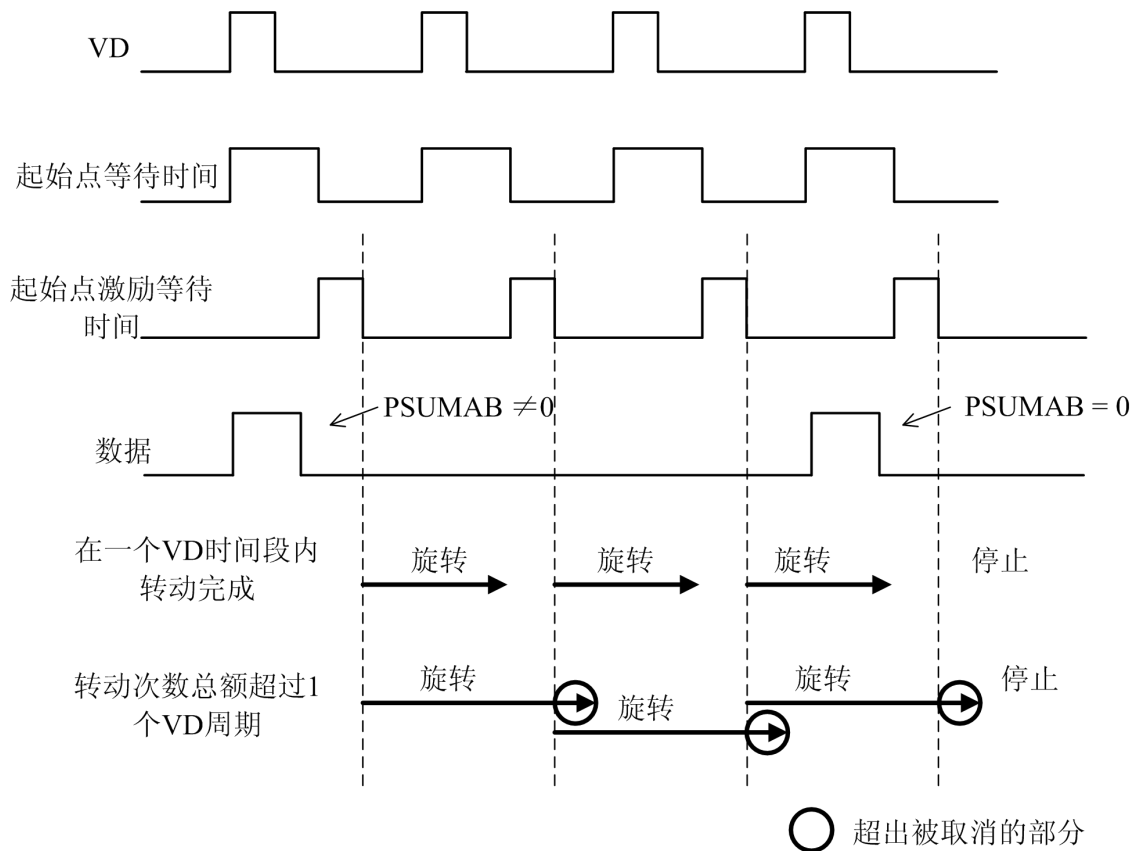 VD
起始点等待时间
起始点激励等待
时间
PSUMAB ≠0
PSUMAB = 0
数据
在一个VD时间段内
转动完成
旋转
旋转
旋转
停止
转动次数总额超过1
个VD周期
旋转
旋转
旋转
停止
超出被取消的部分